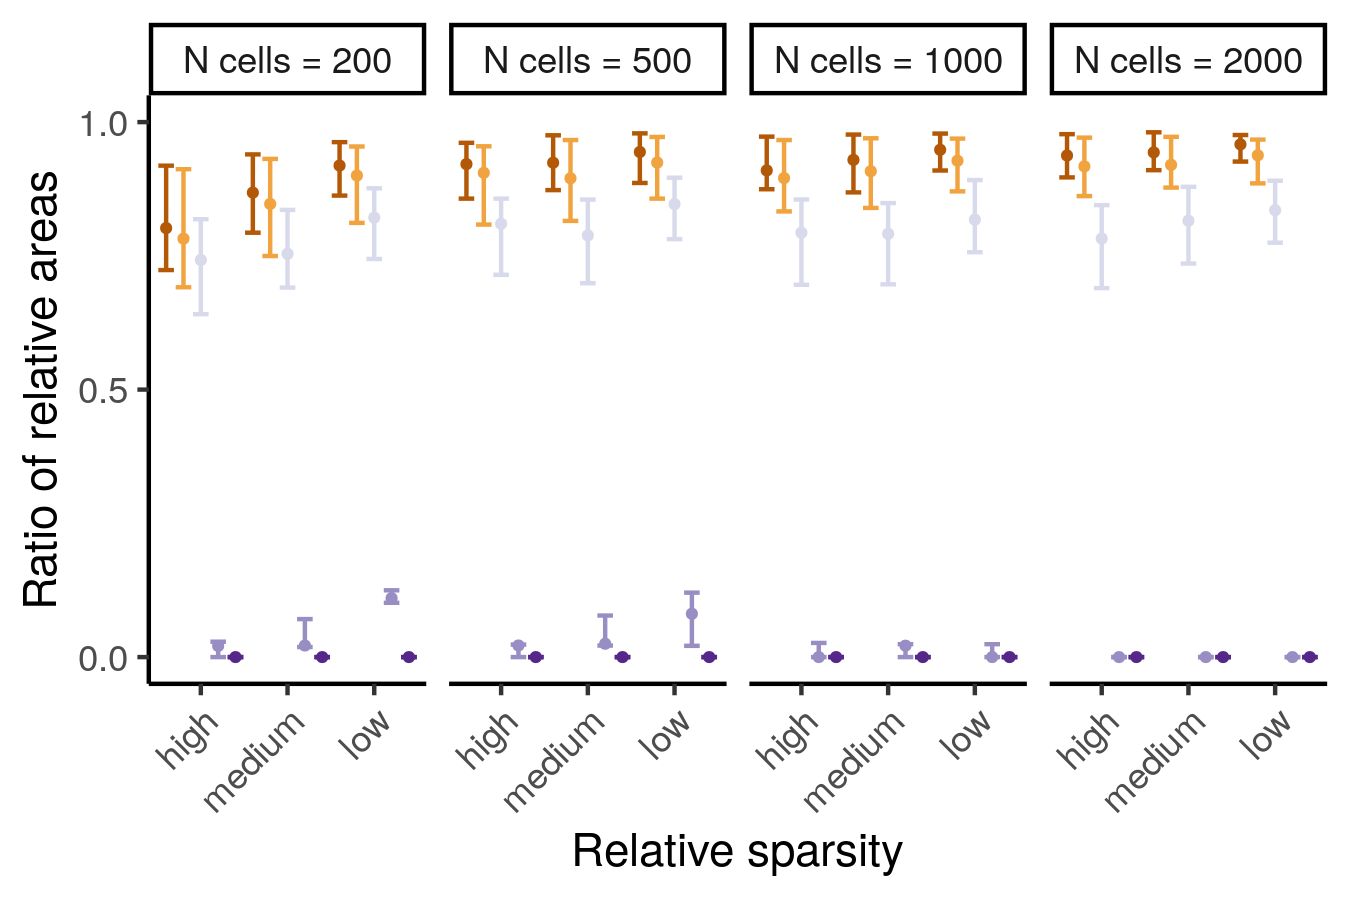 N cells = 200
N cells = 500
N cells = 1000
N cells = 2000
Ratio of relative areas
1.0
0.5
0.0
high
medium
low
high
medium
low
high
medium
low
high
medium
low
Relative sparsity